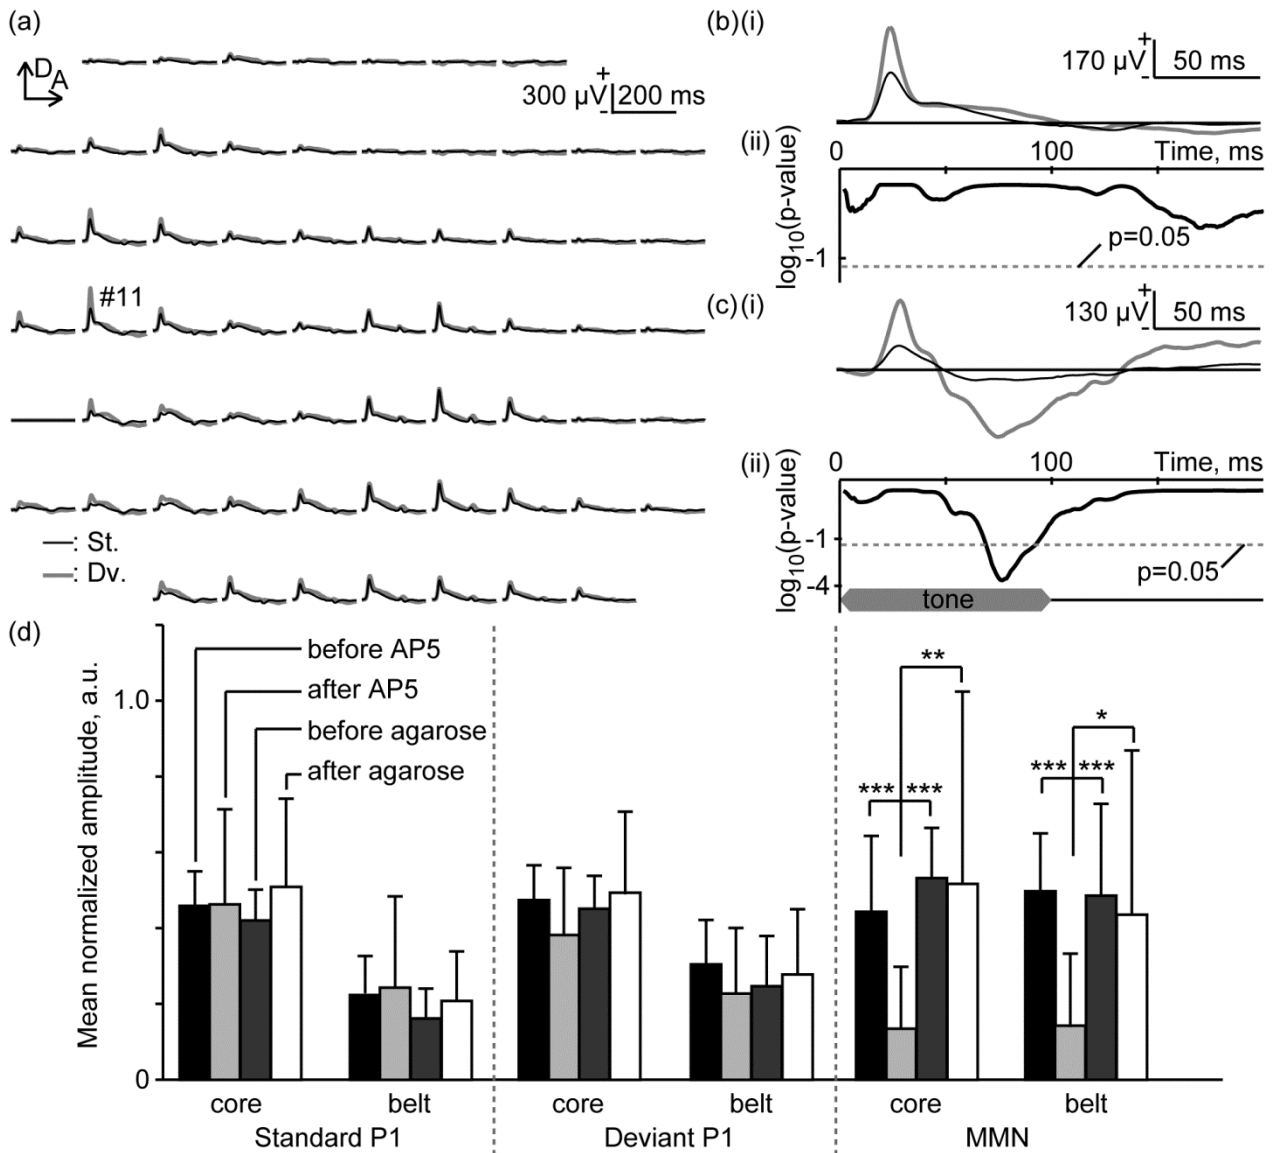 (a)
D
A
+
300 µV 200 ms
-
#11
: St.
: Dv.
(b)(i)
+
170 µV 50 ms
-
(ii)
0 100 Time, ms
log10(p-value)
-1
p=0.05
(c)(i)
+
130 µV 50 ms
-
(ii)
0 100 Time, ms
log10(p-value)
-1
-4
p=0.05
tone
(d)
Mean normalized amplitude, a.u.
1.0
0
before AP5
after AP5
before agarose
after agarose
**
*** ***
*
*** ***
core belt core belt core belt
Standard P1 Deviant P1 MMN